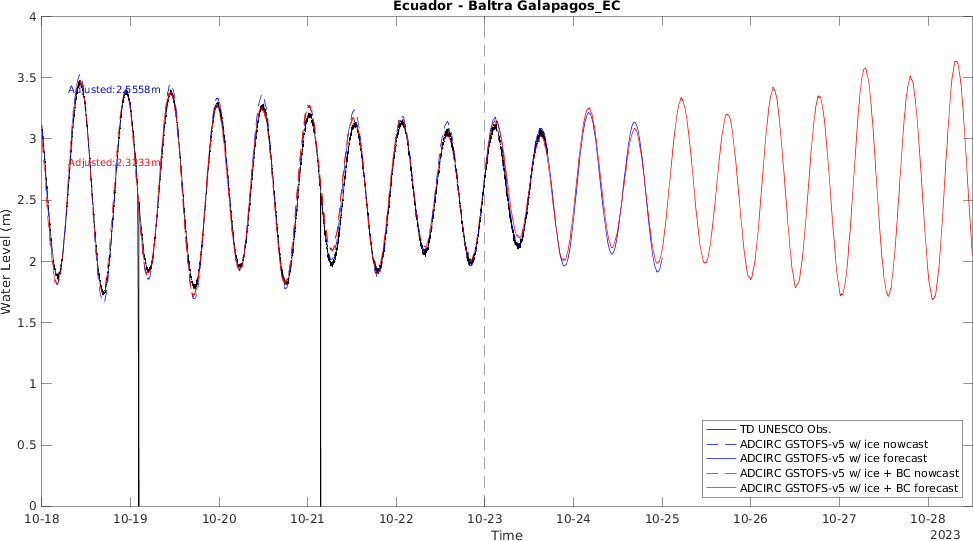 Ecuador - Baltra Galapagos_EC
4
3.5
3
2.5
2
1.5
1
0.5
0
Water Level (m)
Adjusted:2.5558m
Adjusted:2.3233m
TD UNESCO Obs.
ADCIRC GSTOFS-v5 w/ ice nowcast
ADCIRC GSTOFS-v5 w/ ice forecast
ADCIRC GSTOFS-v5 w/ ice + BC nowcast
ADCIRC GSTOFS-v5 w/ ice + BC forecast
10-18 10-19 10-20 10-21 10-22 10-23 10-24 10-25 10-26 10-27 10-28
2023
Time